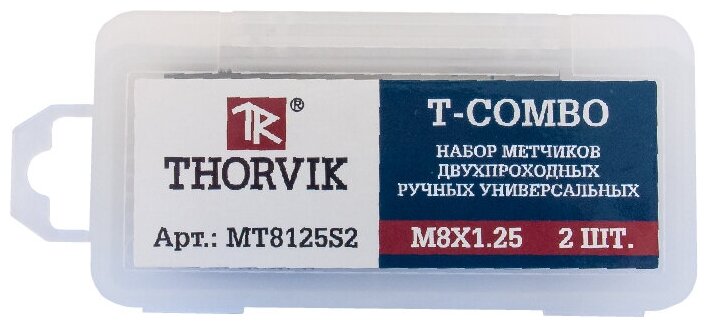 TR®
THORVIK
Арт.: MT8125S2
T-COMBO
НАБОР МЕТЧИКОВ
ДВУХПРОХОДНЫХ
РУЧНЫХ УНИВЕРСАЛЬНЫХ
M8X1.25 2 ШТ.